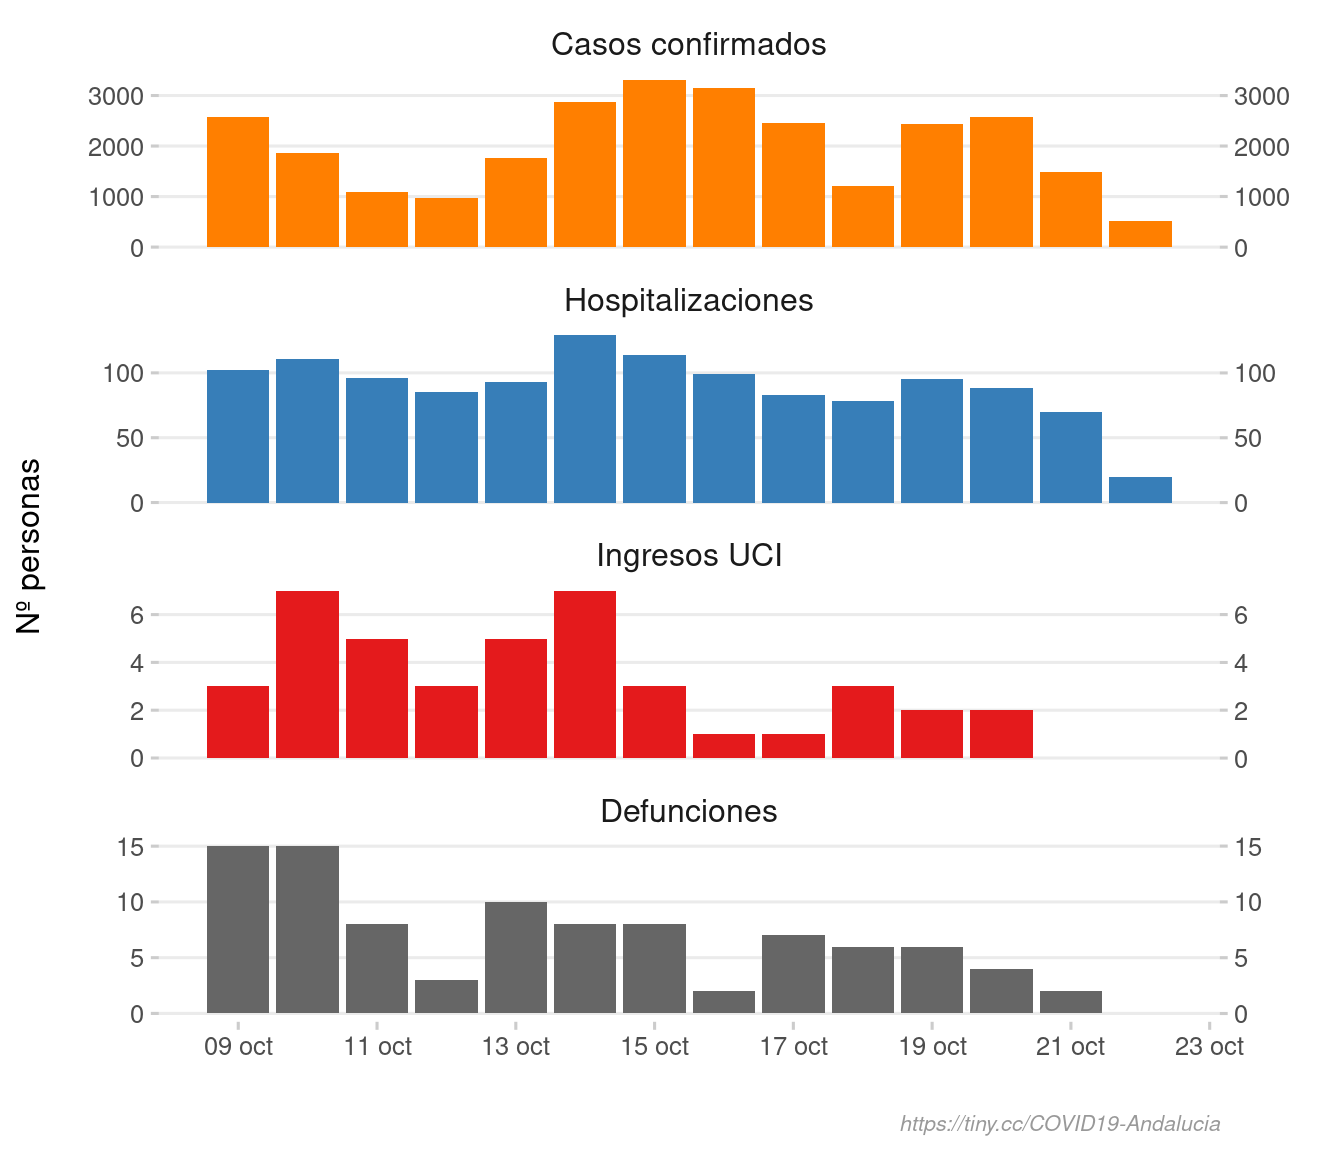 Casos confirmados
3000 3000
2000 2000
1000 1000
0 0
Hospitalizaciones
100 100
50 50
0 0
Nº personas
Ingresos UCI
6 6
4 4
2 2
0 0
Defunciones
15 15
10 10
5 5
0 0
09 oct 11 oct 13 oct 15 oct 17 oct 19 oct 21 oct 23 oct
https://tiny.cc/COVID19-Andalucia